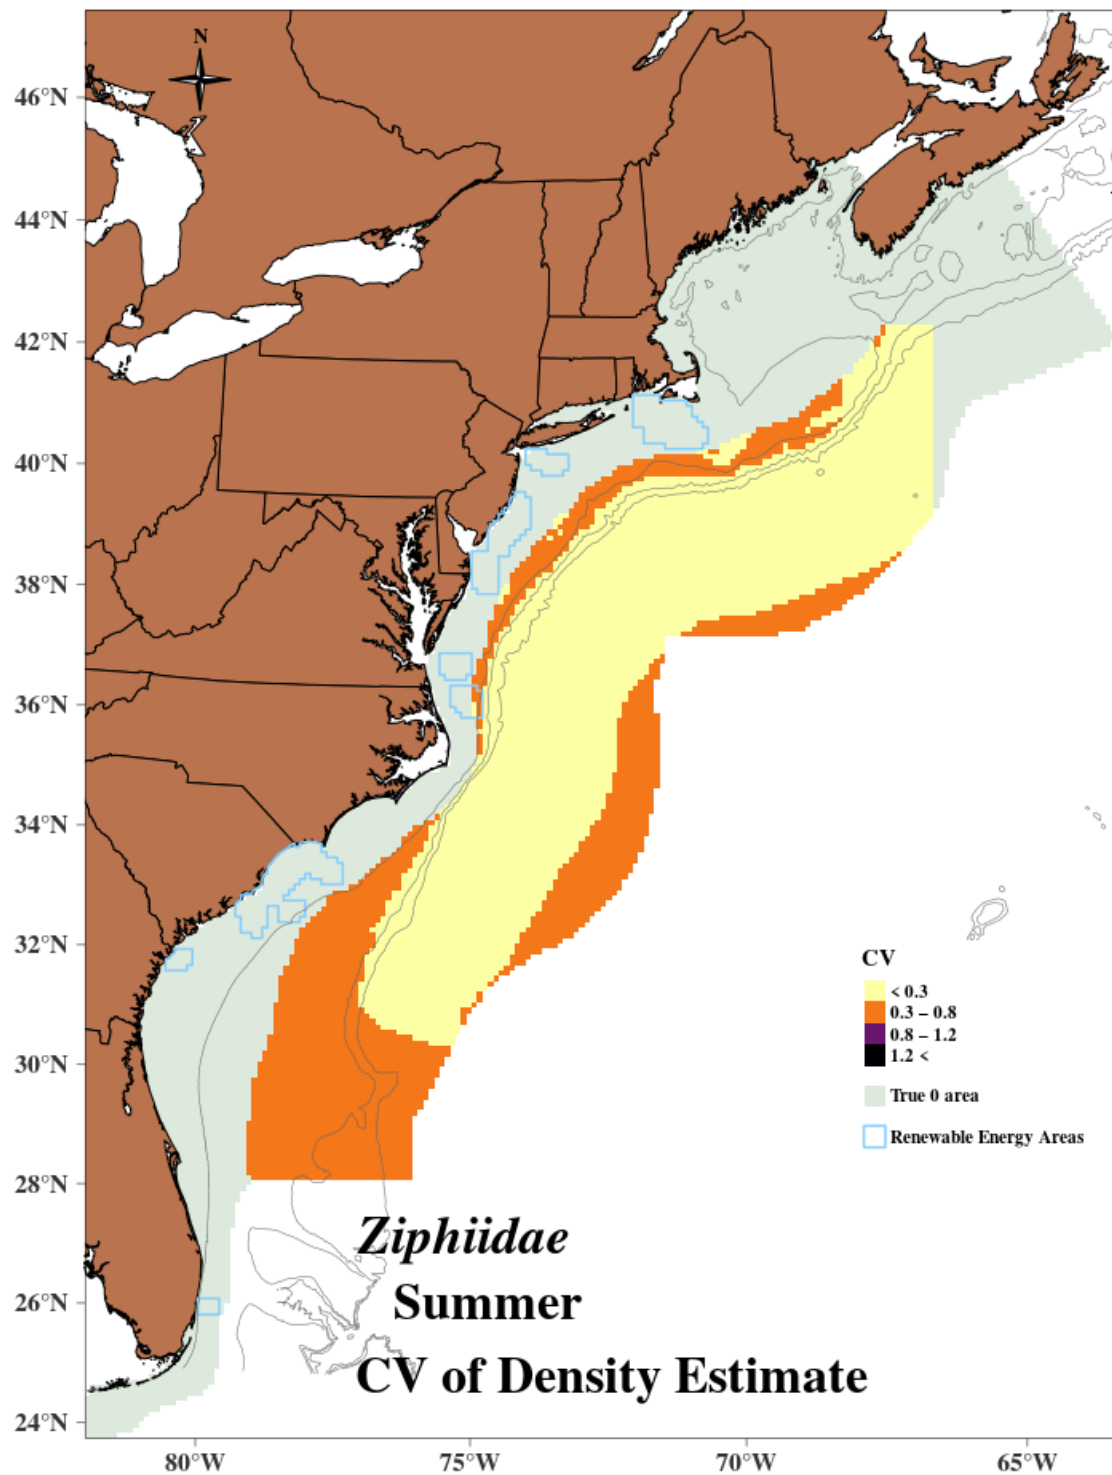 N
46°N
44°N
42°N
40°N
38°N
36°N
34°N
32°N
30°N
28°N
26°N
24°N
CV
< 0.3
0.3 – 0.8
0.8 – 1.2
1.2 <
True 0 area
Renewable Energy Areas
Ziphiidae
Summer
CV of Density Estimate
80°W
75°W
70°W
65°W